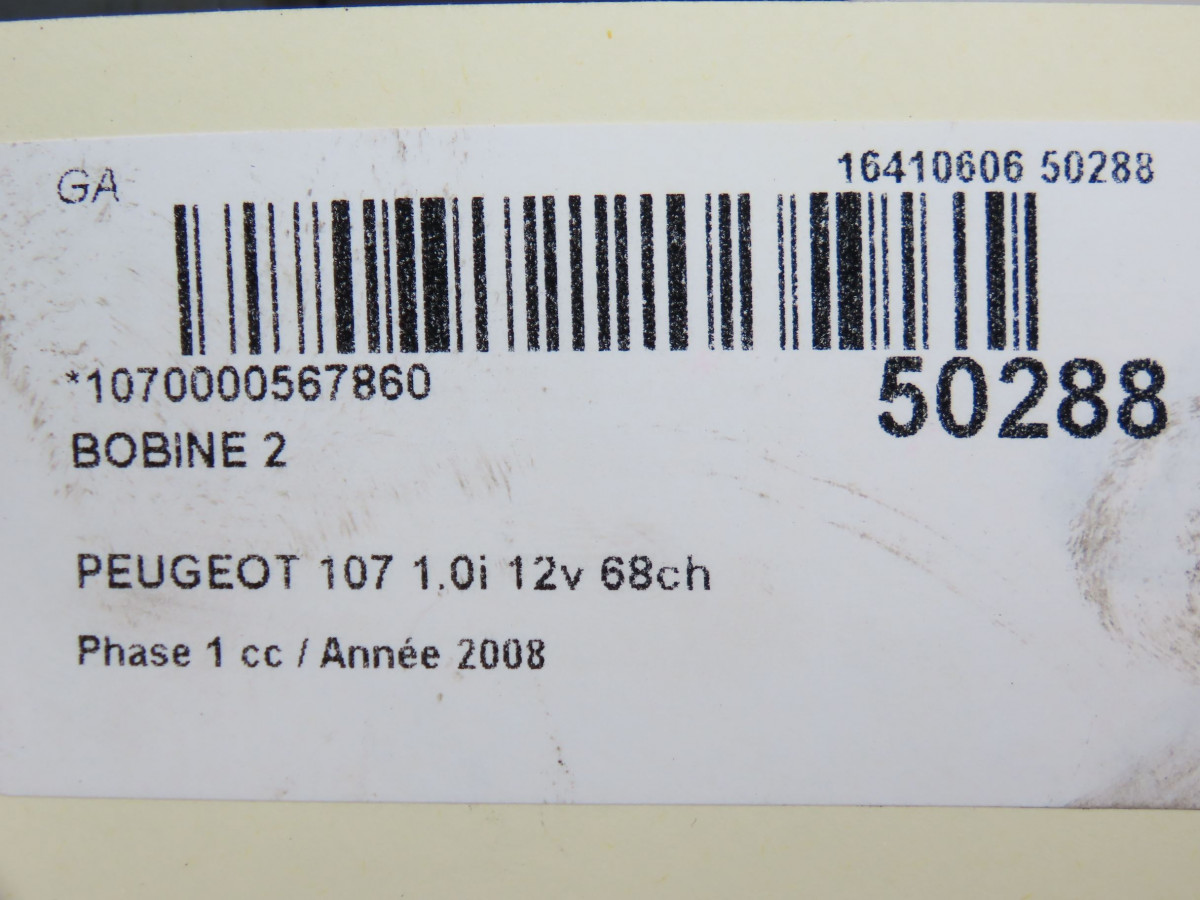 GA
16410606 50288
*1070000567860
50288
BOBINE 2
PEUGEOT 107 1.0i 12v 68ch
Phase 1 cc / Année 2008